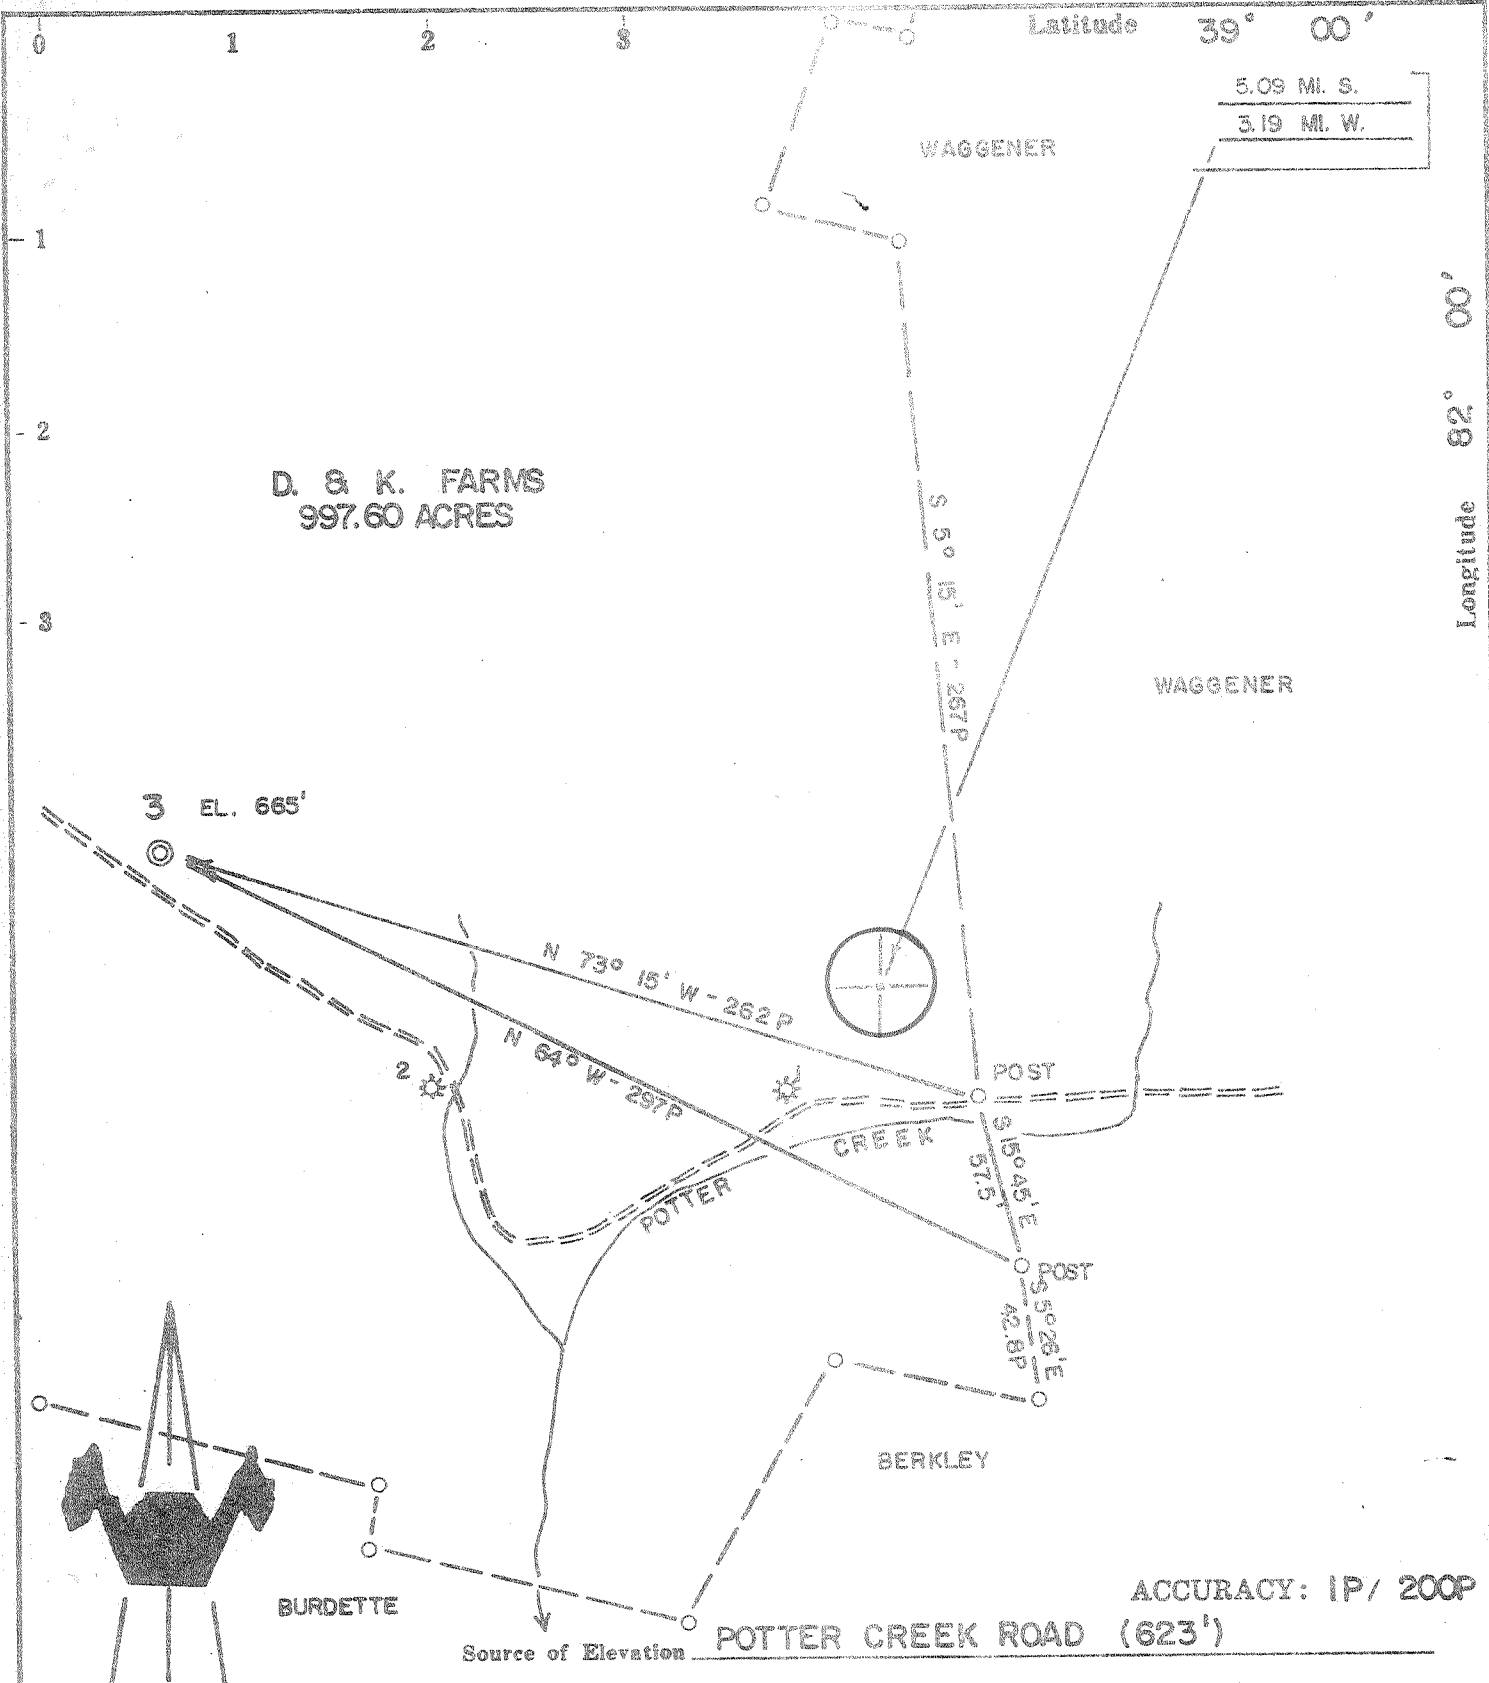 0 1 2 3 Latitude 39° 00'
5.09 MI. S.
3.19 MI. W.
WAGGENER
- 1
Longitude 82° 00'
- 2
D. & K. FARMS
997.60 ACRES
S 5° 15' E - 267P
- 3
WAGGENER
3 EL. 665'
N 73° 15' W - 262P
N 64° W - 297P
2
1
POST
CREEK
POTTER
S 15° 45' E
57.5'
POST
S 5° 26' E
42.8P
BERKLEY
BURDETTE
ACCURACY: 1P/ 200P
Source of Elevation POTTER CREEK ROAD (623')